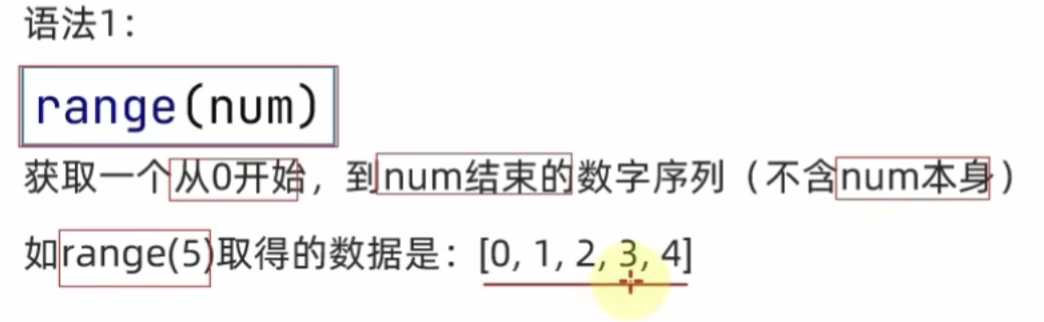 语法1：
range(num)
获取一个从0开始，到num结束的数字序列（不含num本身）
如range(5)取得的数据是：[0, 1, 2, 3, 4]